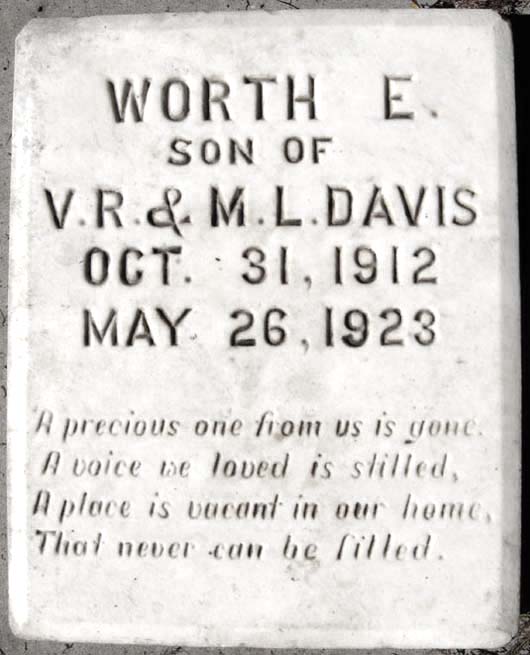 WORTH E.
SON OF
V.R. & M.L. DAVIS
OCT. 31, 1912
MAY 26, 1923
A precious one from us is gone.
A voice we loved is stilled,
A place is vacant in our home,
That never can be filled.